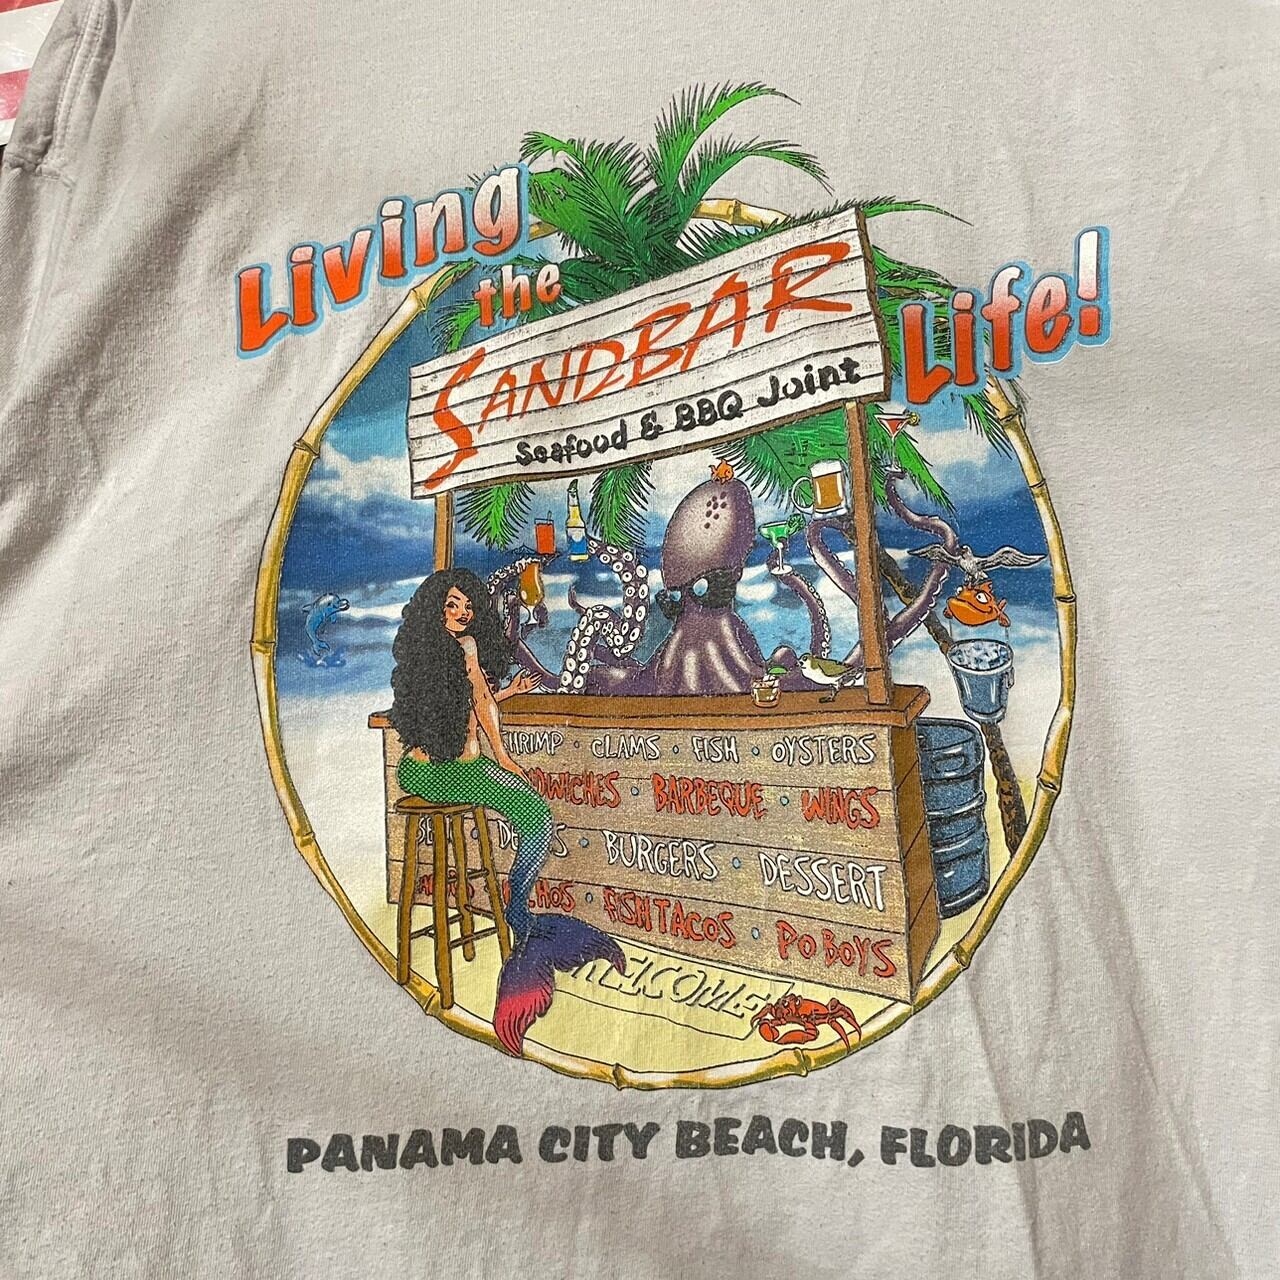 Living
the
SANDBAR
Seafood & BBQ Joint
Life!
SHRIMP · CLAMS · FISH · OYSTERS
BARBEQUE · WINGS
BURGERS · DESSERT
FISH TACOS · PO BOYS
WELCOME
PANAMA CITY BEACH, FLORIDA